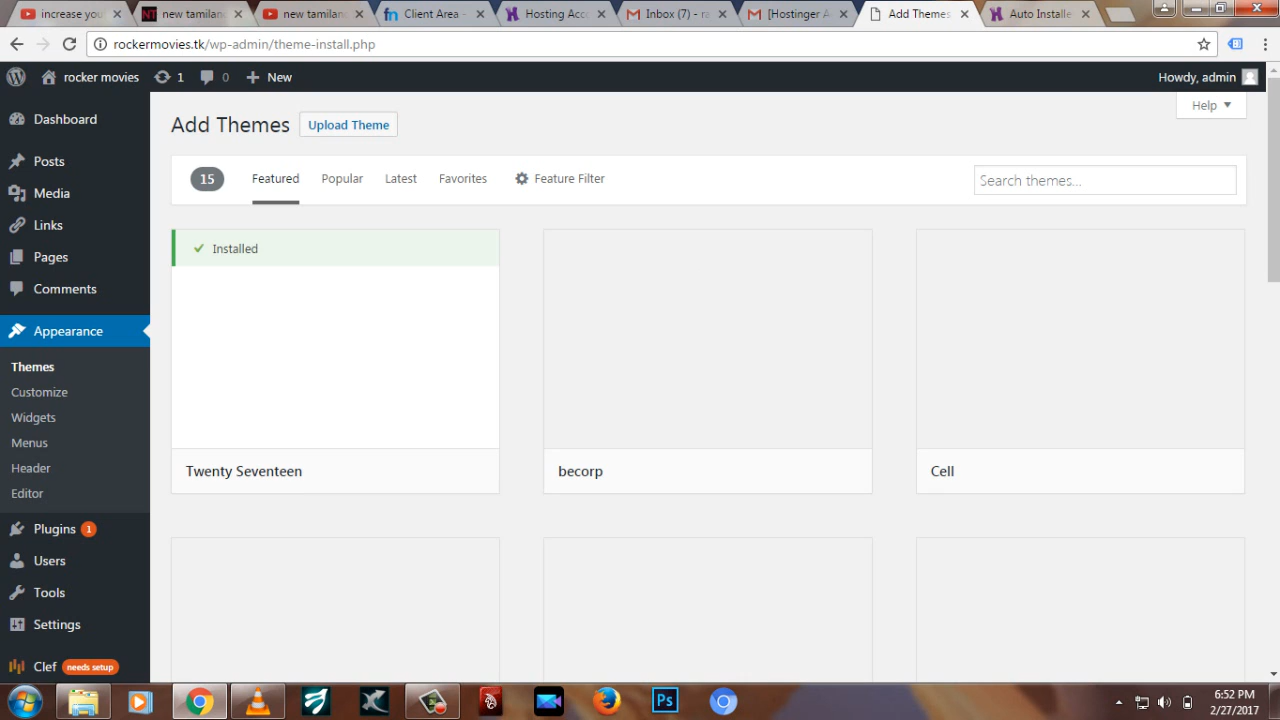 increase you
new tamilan
new tamilan
Client Area –
Hosting Acc
Inbox (7) - ra
[Hostinger A
Add Themes
Auto Installe
rockermovies.tk/wp-admin/theme-install.php
rocker movies 1 0 + New
Howdy, admin
Help
Dashboard
Posts
Media
Links
Pages
Comments
Appearance
Themes
Customize
Widgets
Menus
Header
Editor
Plugins 1
Users
Tools
Settings
Clef needs setup
Add Themes Upload Theme
15 Featured Popular Latest Favorites Feature Filter
Search themes...
Installed
Twenty Seventeen
becorp
Cell
Ps
6:52 PM
2/27/2017